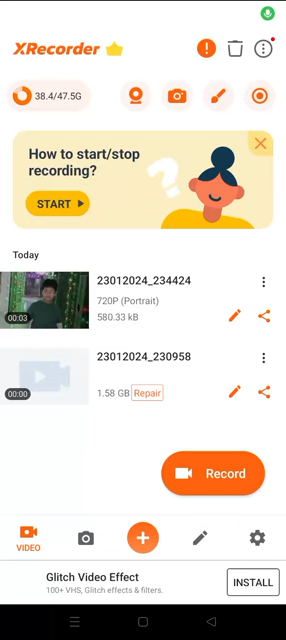 XRecorder
38.4/47.5G
How to start/stop
recording?
START
Today
23012024_234424
720P (Portrait)
580.33 kB
00:03
23012024_230958
1.58 GB Repair
00:00
Record
VIDEO
Glitch Video Effect
100+ VHS, Glitch effects & filters.
INSTALL